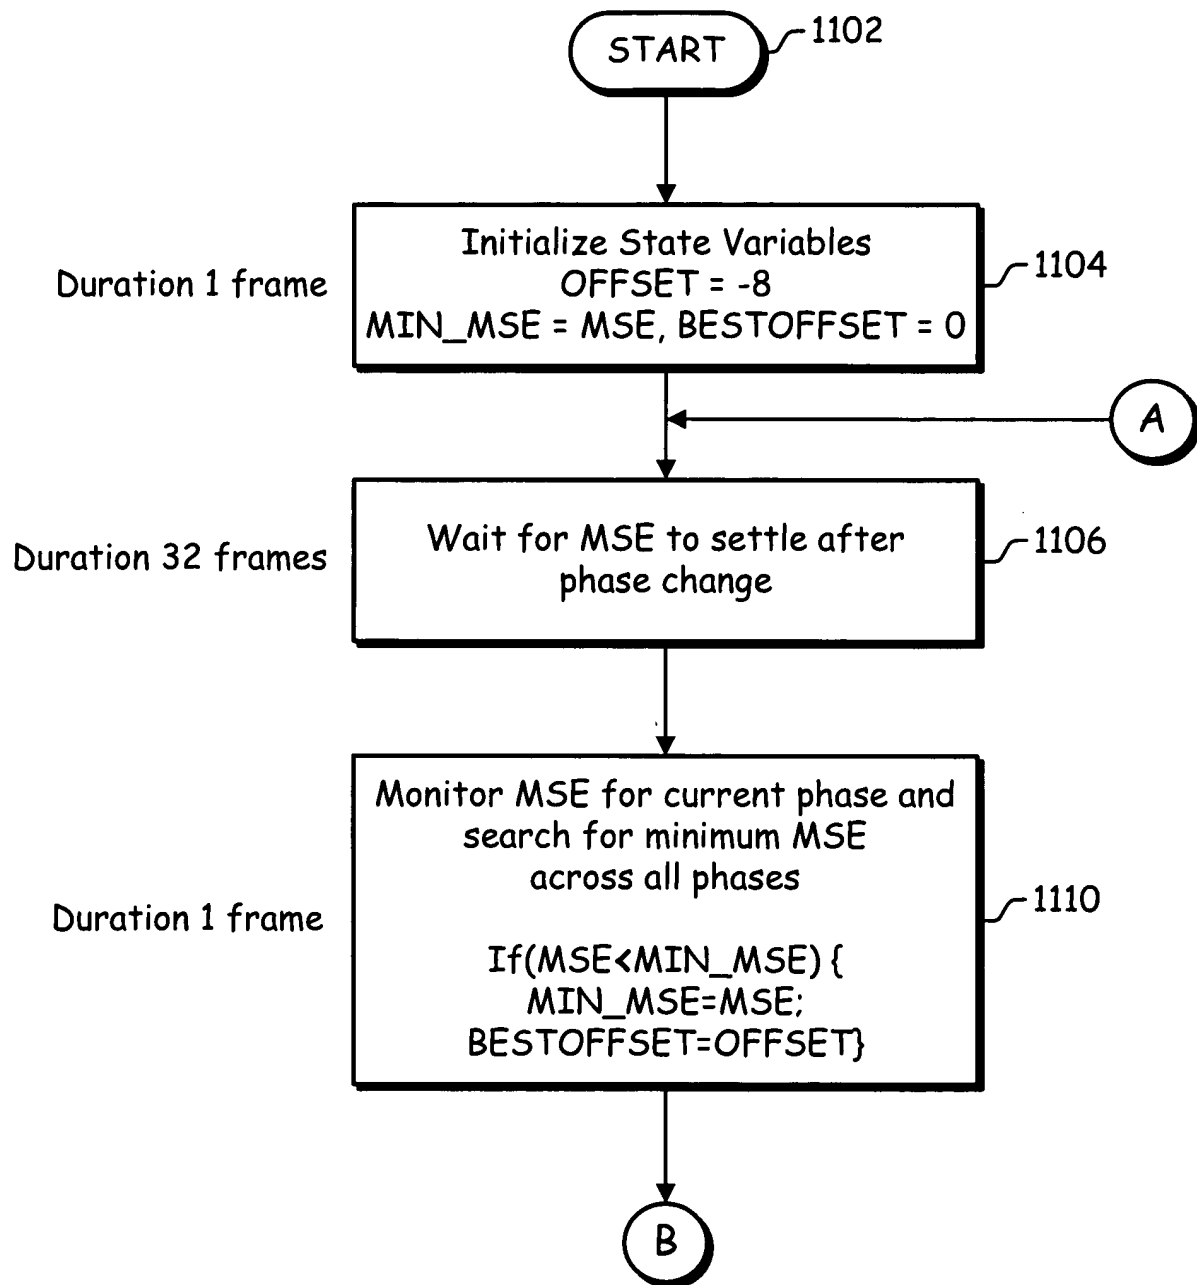 START
1102
Duration 1 frame
Initialize State Variables
OFFSET = -8
MIN_MSE = MSE, BESTOFFSET = 0
1104
A
Duration 32 frames
Wait for MSE to settle after
phase change
1106
Monitor MSE for current phase and
search for minimum MSE
across all phases
Duration 1 frame
1110
If(MSE<MIN_MSE) {
MIN_MSE=MSE;
BESTOFFSET=OFFSET}
B